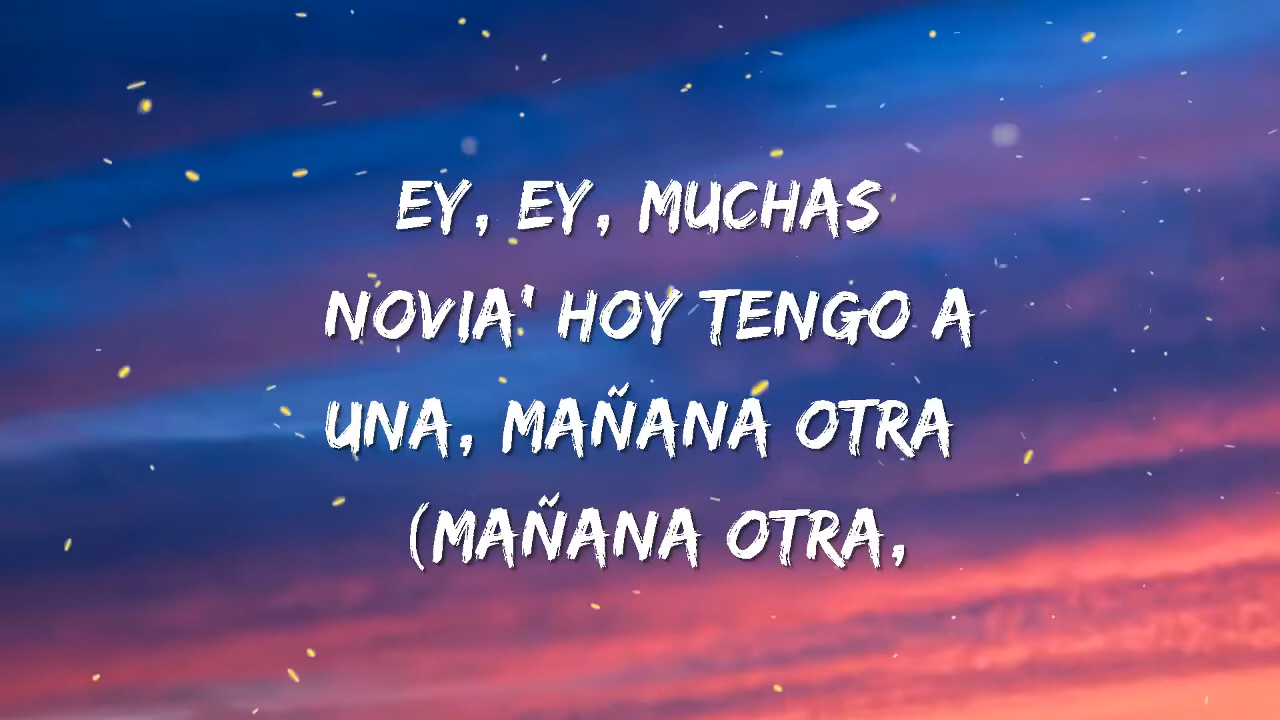 EY, EY, MUCHAS
NOVIA' HOY TENGO A
UNA, MAÑANA OTRA
(MAÑANA OTRA,